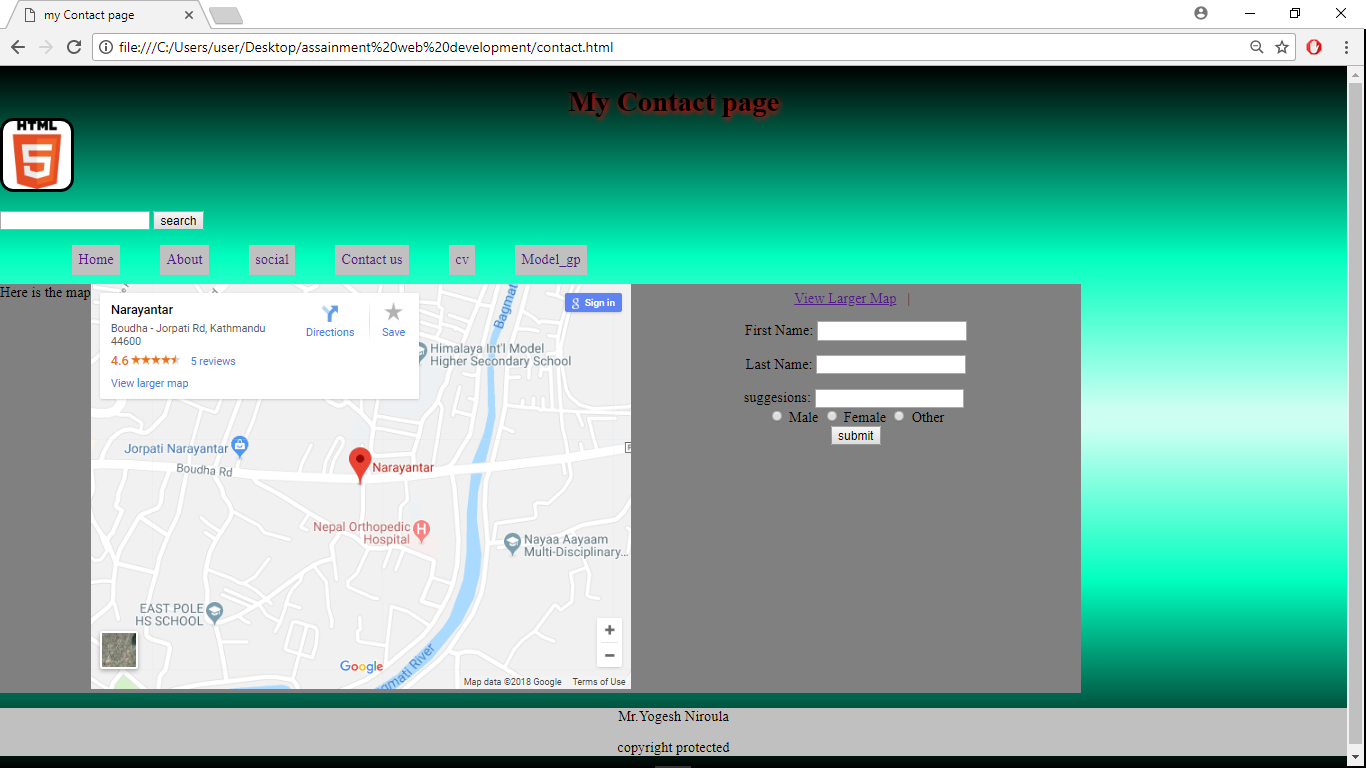 my Contact page
file:///C:/Users/user/Desktop/assainment%20web%20development/contact.html
My Contact page
HTML
5
search
Home About social Contact us cv Model_gp
Here is the map
Narayantar
Boudha - Jorpati Rd, Kathmandu
44600
4.6 5 reviews
View larger map
Directions
Save
g Sign in
Bagmat
Himalaya Int'l Model
Higher Secondary School
Jorpati Narayantar
Boudha Rd
Narayantar
Nepal Orthopedic
Hospital
H
Nayaa Aayaam
Multi-Disciplinary...
EAST POLE
HS SCHOOL
Google
agmati River
+
−
Map data ©2018 Google Terms of Use
View Larger Map |
First Name:
Last Name:
suggesions:
Male Female Other
submit
Mr.Yogesh Niroula
copyright protected